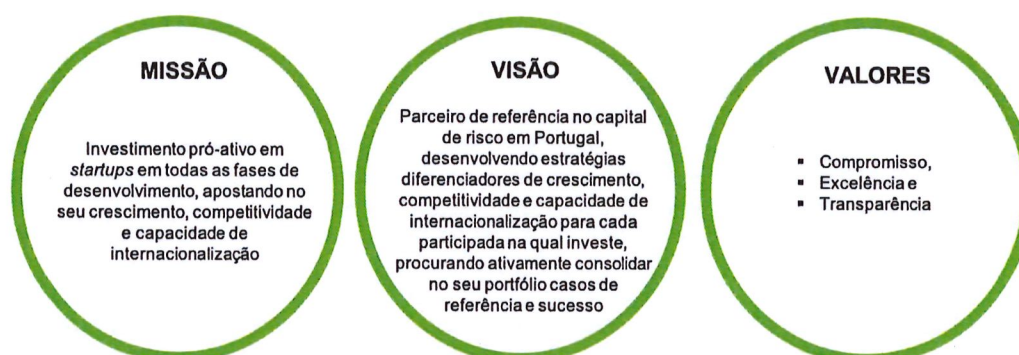 MISSÃO
Investimento pró-ativo em
startups em todas as fases de
desenvolvimento, apostando no
seu crescimento, competitividade
e capacidade de
internacionalização
VISÃO
Parceiro de referência no capital
de risco em Portugal,
desenvolvendo estratégias
diferenciadores de crescimento,
competitividade e capacidade de
internacionalização para cada
participada na qual investe,
procurando ativamente consolidar
no seu portfólio casos de
referência e sucesso
VALORES
▪ Compromisso,
▪ Excelência e
▪ Transparência